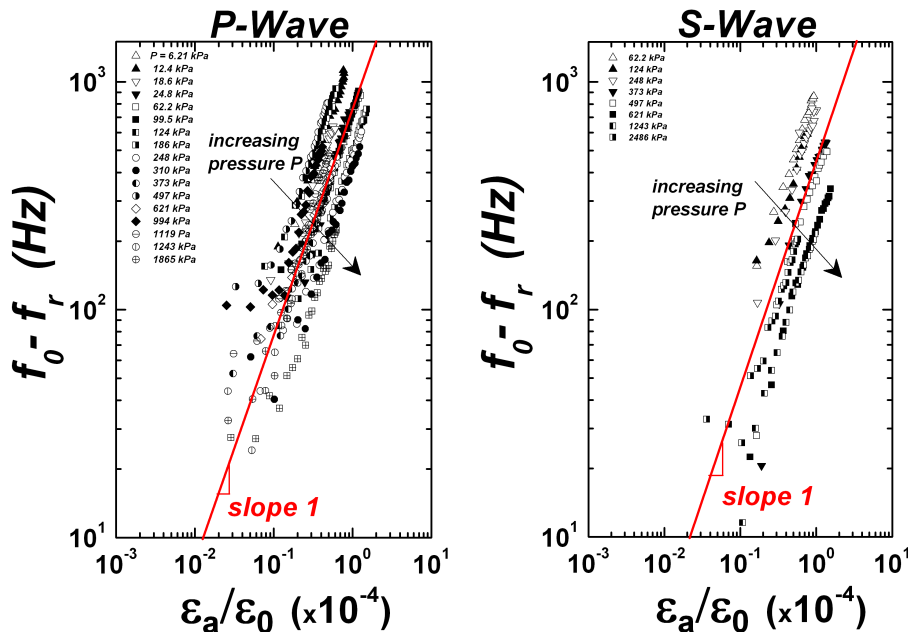 P-Wave
P = 6.21 kPa
12.4 kPa
18.6 kPa
24.8 kPa
62.2 kPa
99.5 kPa
124 kPa
186 kPa
248 kPa
310 kPa
373 kPa
497 kPa
621 kPa
994 kPa
1119 Pa
1243 kPa
1865 kPa
increasing
pressure P
slope 1
10³
10²
10¹
f₀ - fᵣ (Hz)
10⁻³ 10⁻² 10⁻¹ 10⁰ 10¹
εₐ/ε₀ (x10⁻⁴)
S-Wave
62.2 kPa
124 kPa
248 kPa
373 kPa
497 kPa
621 kPa
1243 kPa
2486 kPa
increasing
pressure P
slope 1
10³
10²
10¹
f₀ - fᵣ (Hz)
10⁻³ 10⁻² 10⁻¹ 10⁰ 10¹
εₐ/ε₀ (x10⁻⁴)